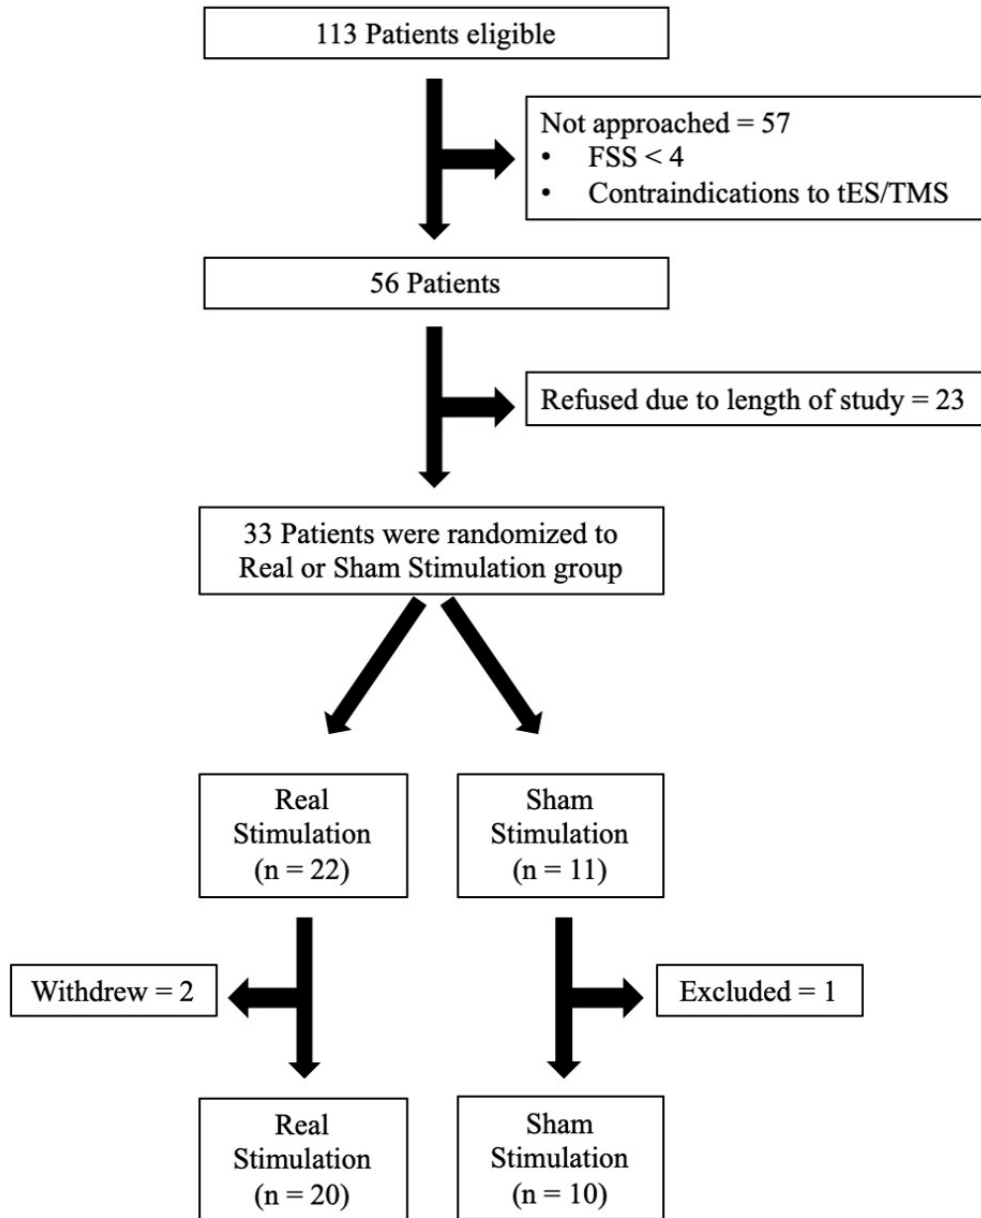 113 Patients eligible
Not approached = 57
• FSS < 4
• Contraindications to tES/TMS
56 Patients
Refused due to length of study = 23
33 Patients were randomized to
Real or Sham Stimulation group
Real
Stimulation
(n = 22)
Sham
Stimulation
(n = 11)
Withdrew = 2
Excluded = 1
Real
Stimulation
(n = 20)
Sham
Stimulation
(n = 10)